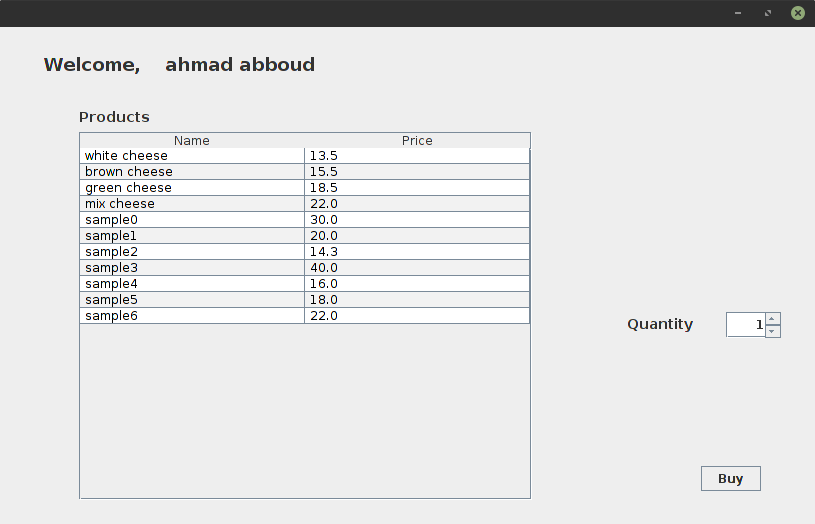 Welcome, ahmad abboud
Products
Name Price
white cheese 13.5
brown cheese 15.5
green cheese 18.5
mix cheese 22.0
sample0 30.0
sample1 20.0
sample2 14.3
sample3 40.0
sample4 16.0
sample5 18.0
sample6 22.0
Quantity 1
Buy